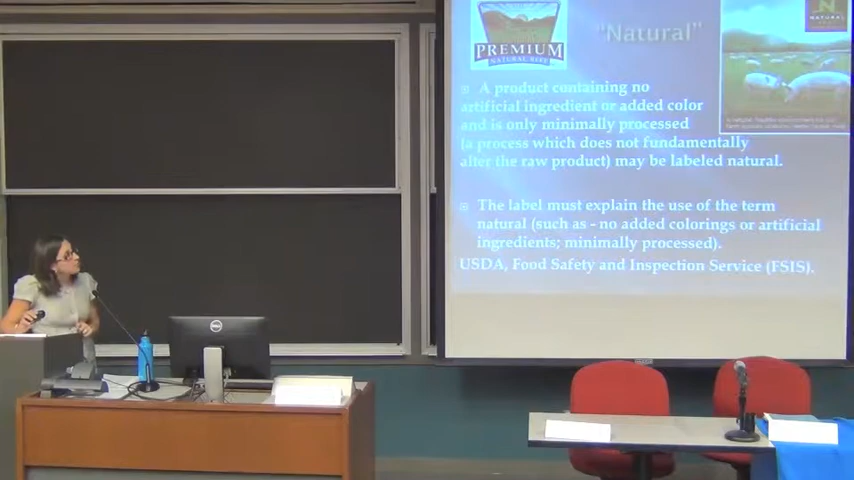 "Natural"
PREMIUM
NATURAL BEEF
N
A product containing no
artificial ingredient or added color
and is only minimally processed
(a process which does not fundamentally
alter the raw product) may be labeled natural.
The label must explain the use of the term
natural (such as - no added colorings or artificial
ingredients; minimally processed).
USDA, Food Safety and Inspection Service (FSIS).
DELL